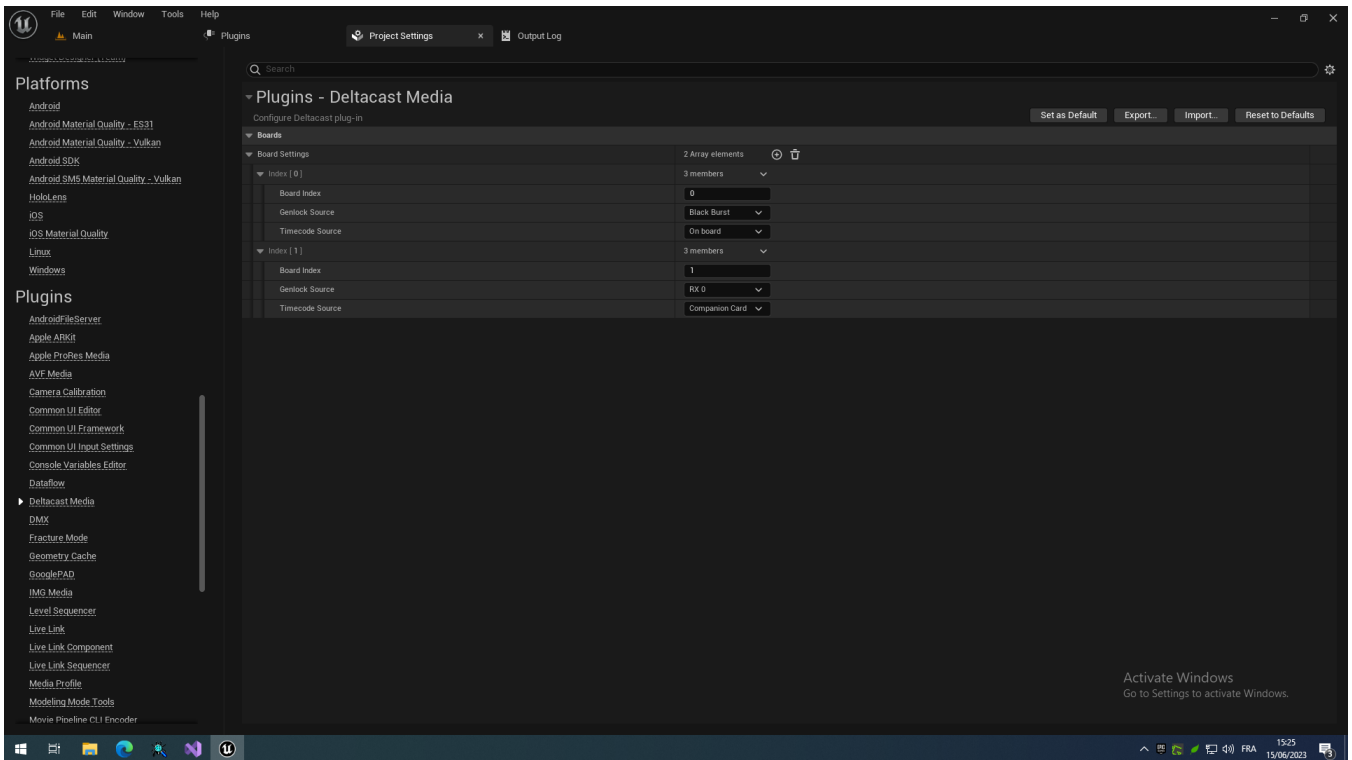 File Edit Window Tools Help
Main Plugins Project Settings × Output Log
Widget Designer (Team)
Platforms
Android
Android Material Quality - ES31
Android Material Quality - Vulkan
Android SDK
Android SM5 Material Quality - Vulkan
HoloLens
iOS
iOS Material Quality
Linux
Windows
Plugins
AndroidFileServer
Apple ARKit
Apple ProRes Media
AVF Media
Camera Calibration
Common UI Editor
Common UI Framework
Common UI Input Settings
Console Variables Editor
Dataflow
Deltacast Media
DMX
Fracture Mode
Geometry Cache
GooglePAD
IMG Media
Level Sequencer
Live Link
Live Link Component
Live Link Sequencer
Media Profile
Modeling Mode Tools
Movie Pipeline CLI Encoder
Search
Plugins - Deltacast Media
Configure Deltacast plug-in
Set as Default Export... Import... Reset to Defaults
Boards
Board Settings 2 Array elements
Index [ 0 ] 3 members
Board Index 0
Genlock Source Black Burst
Timecode Source On board
Index [ 1 ] 3 members
Board Index 1
Genlock Source RX 0
Timecode Source Companion Card
Activate Windows
Go to Settings to activate Windows.
FRA
15:25
15/06/2023
3